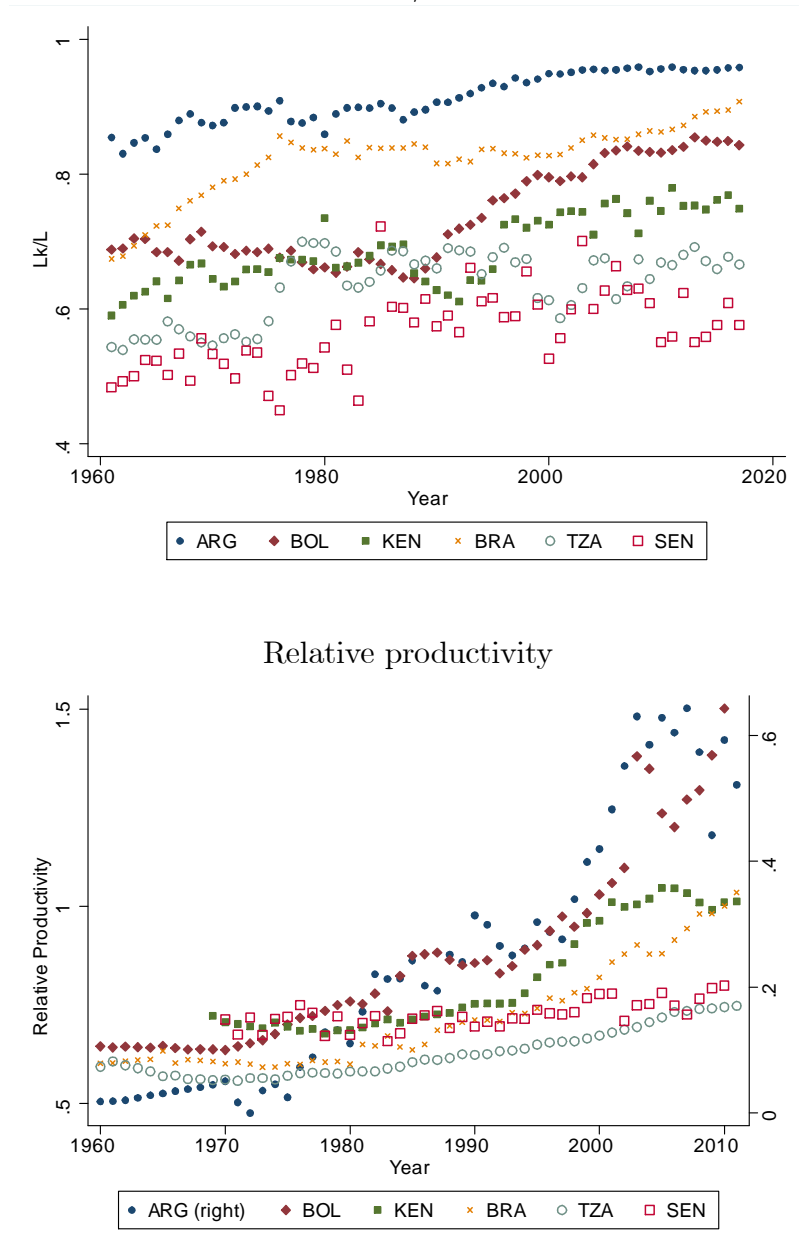 1
.8
Lk/L
.6
.4
1960 1980 2000 2020
Year
ARG BOL KEN BRA TZA SEN
Relative productivity
1.5
.6
1
.4
Relative Productivity
.2
.5
0
1960 1970 1980 1990 2000 2010
Year
ARG (right) BOL KEN BRA TZA SEN